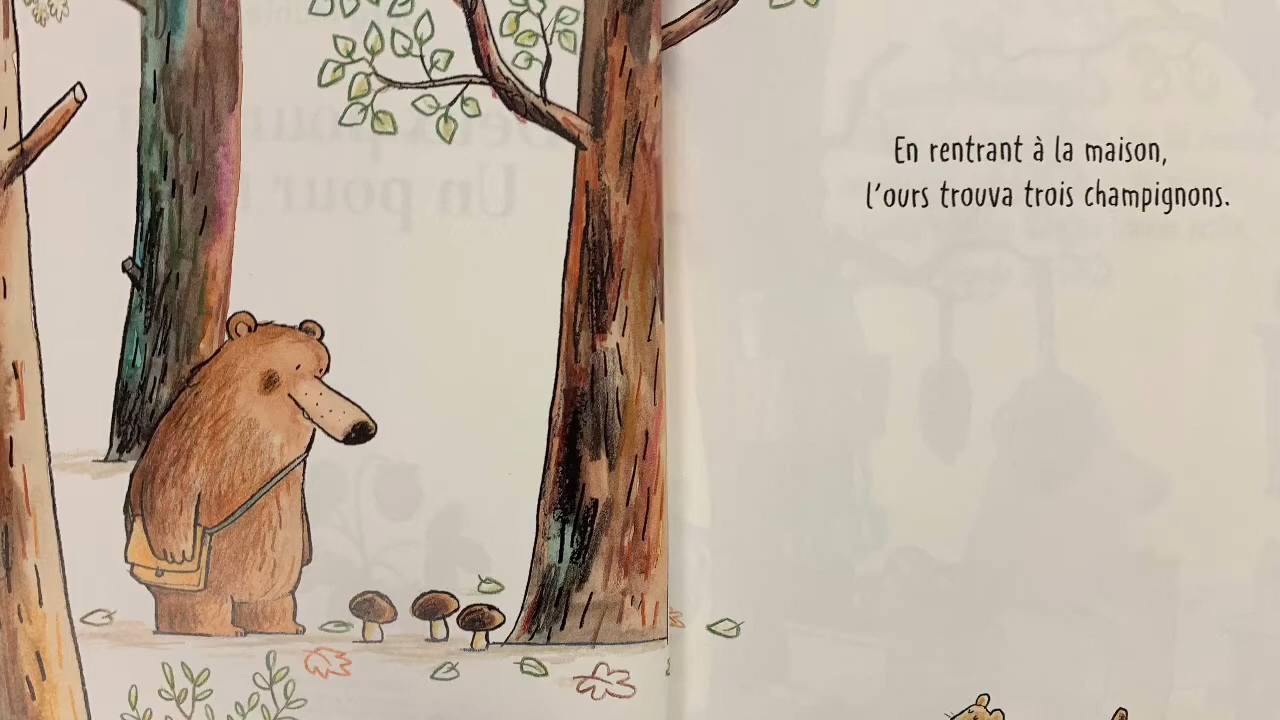 En rentrant à la maison,
l'ours trouva trois champignons.